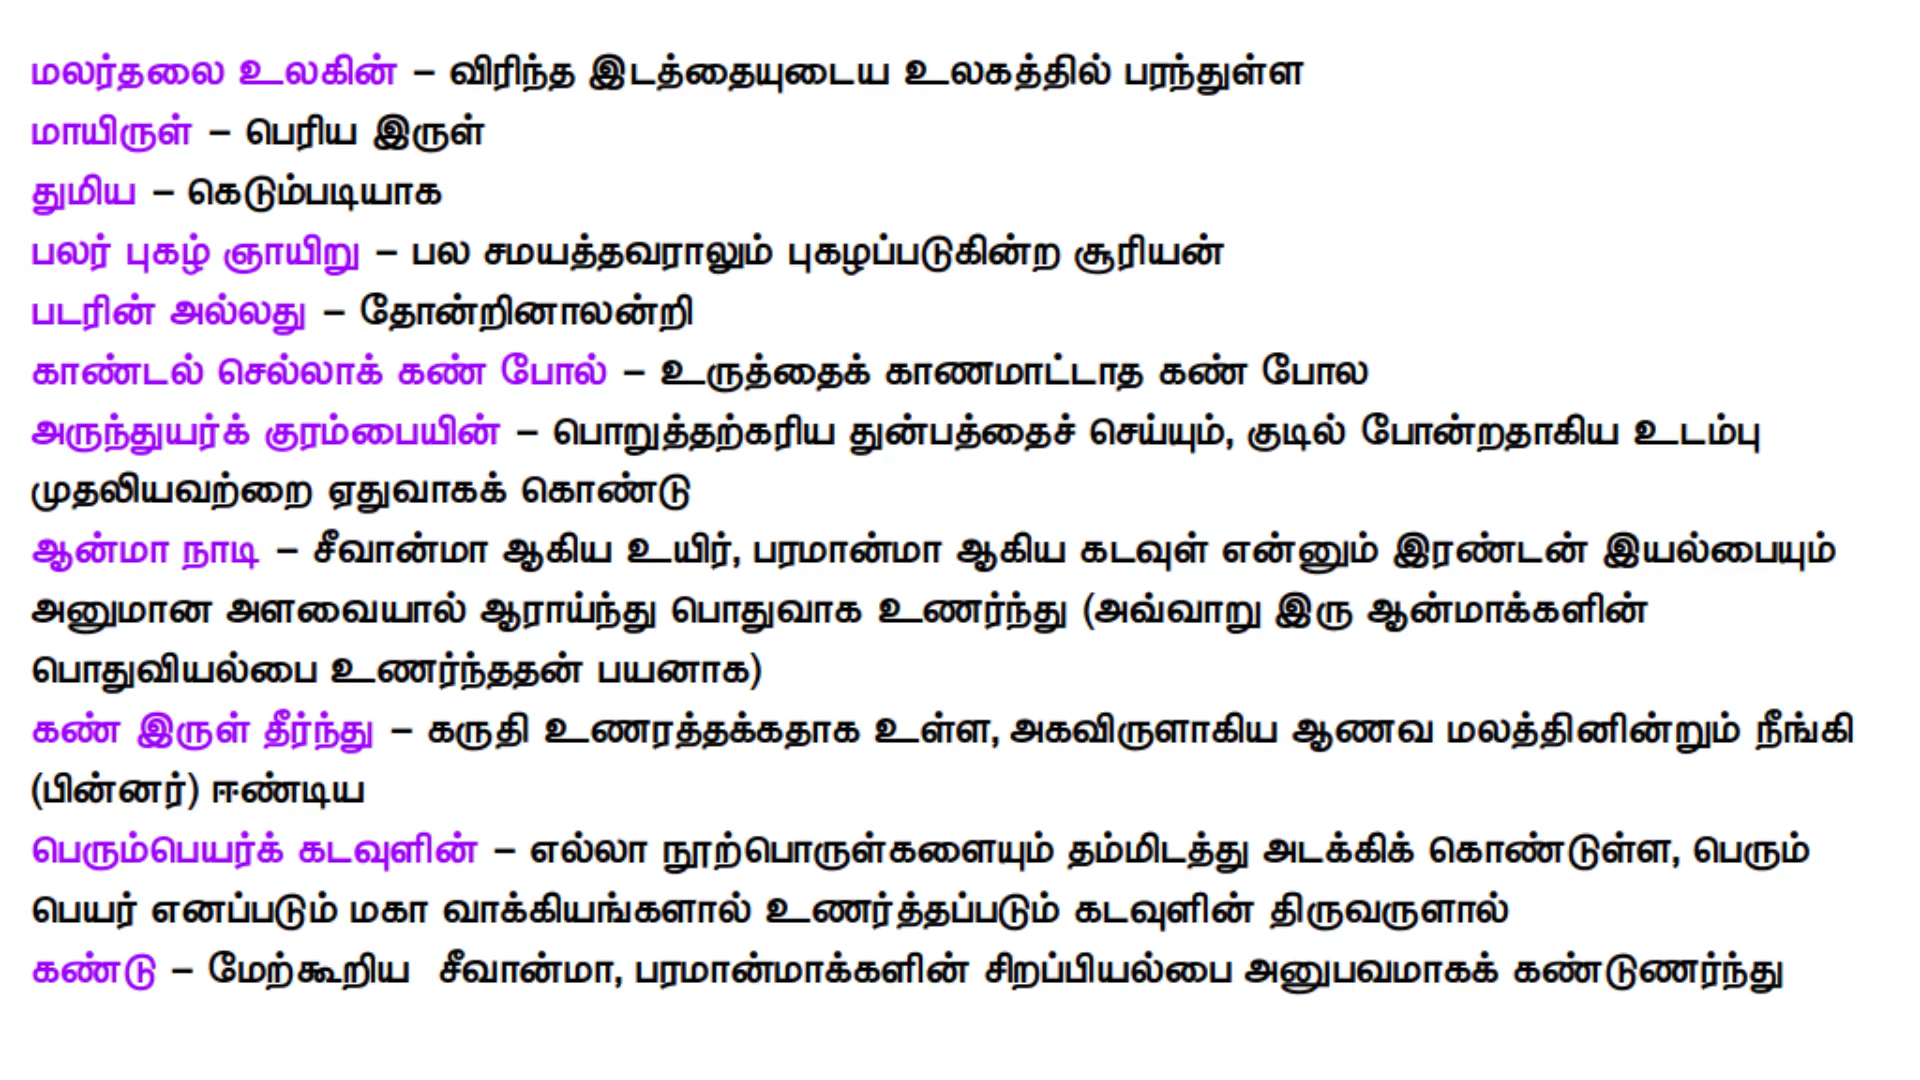 மலர்தலை உலகின் – விரிந்த இடத்தையுடைய உலகத்தில் பரந்துள்ள
மாயிருள் – பெரிய இருள்
துமிய – கெடும்படியாக
பலர் புகழ் ஞாயிறு – பல சமயத்தவராலும் புகழப்படுகின்ற சூரியன்
படரின் அல்லது – தோன்றினாலன்றி
காண்டல் செல்லாக் கண் போல் – உருத்தைக் காணமாட்டாத கண் போல
அருந்துயர்க் குரம்பையின் – பொறுத்தற்கரிய துன்பத்தைச் செய்யும், குடில் போன்றதாகிய உடம்பு
முதலியவற்றை ஏதுவாகக் கொண்டு
ஆன்மா நாடி – சீவான்மா ஆகிய உயிர், பரமான்மா ஆகிய கடவுள் என்னும் இரண்டன் இயல்பையும்
அனுமான அளவையால் ஆராய்ந்து பொதுவாக உணர்ந்து (அவ்வாறு இரு ஆன்மாக்களின்
பொதுவியல்பை உணர்ந்ததன் பயனாக)
கண் இருள் தீர்ந்து – கருதி உணரத்தக்கதாக உள்ள, அகவிருளாகிய ஆணவ மலத்தினின்றும் நீங்கி
(பின்னர்) ஈண்டிய
பெரும்பெயர்க் கடவுளின் – எல்லா நூற்பொருள்களையும் தம்மிடத்து அடக்கிக் கொண்டுள்ள, பெரும்
பெயர் எனப்படும் மகா வாக்கியங்களால் உணர்த்தப்படும் கடவுளின் திருவருளால்
கண்டு – மேற்கூறிய சீவான்மா, பரமான்மாக்களின் சிறப்பியல்பை அனுபவமாகக் கண்டுணர்ந்து